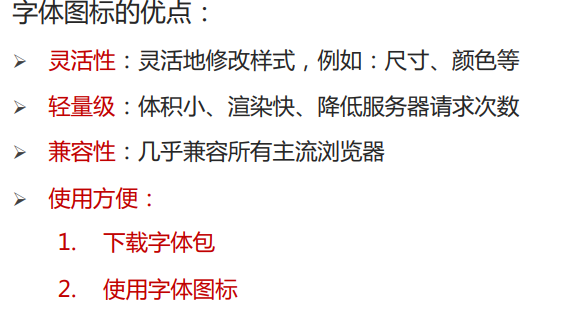 字体图标的优点：
➢ 灵活性：灵活地修改样式，例如：尺寸、颜色等
➢ 轻量级：体积小、渲染快、降低服务器请求次数
➢ 兼容性：几乎兼容所有主流浏览器
➢ 使用方便：
1. 下载字体包
2. 使用字体图标